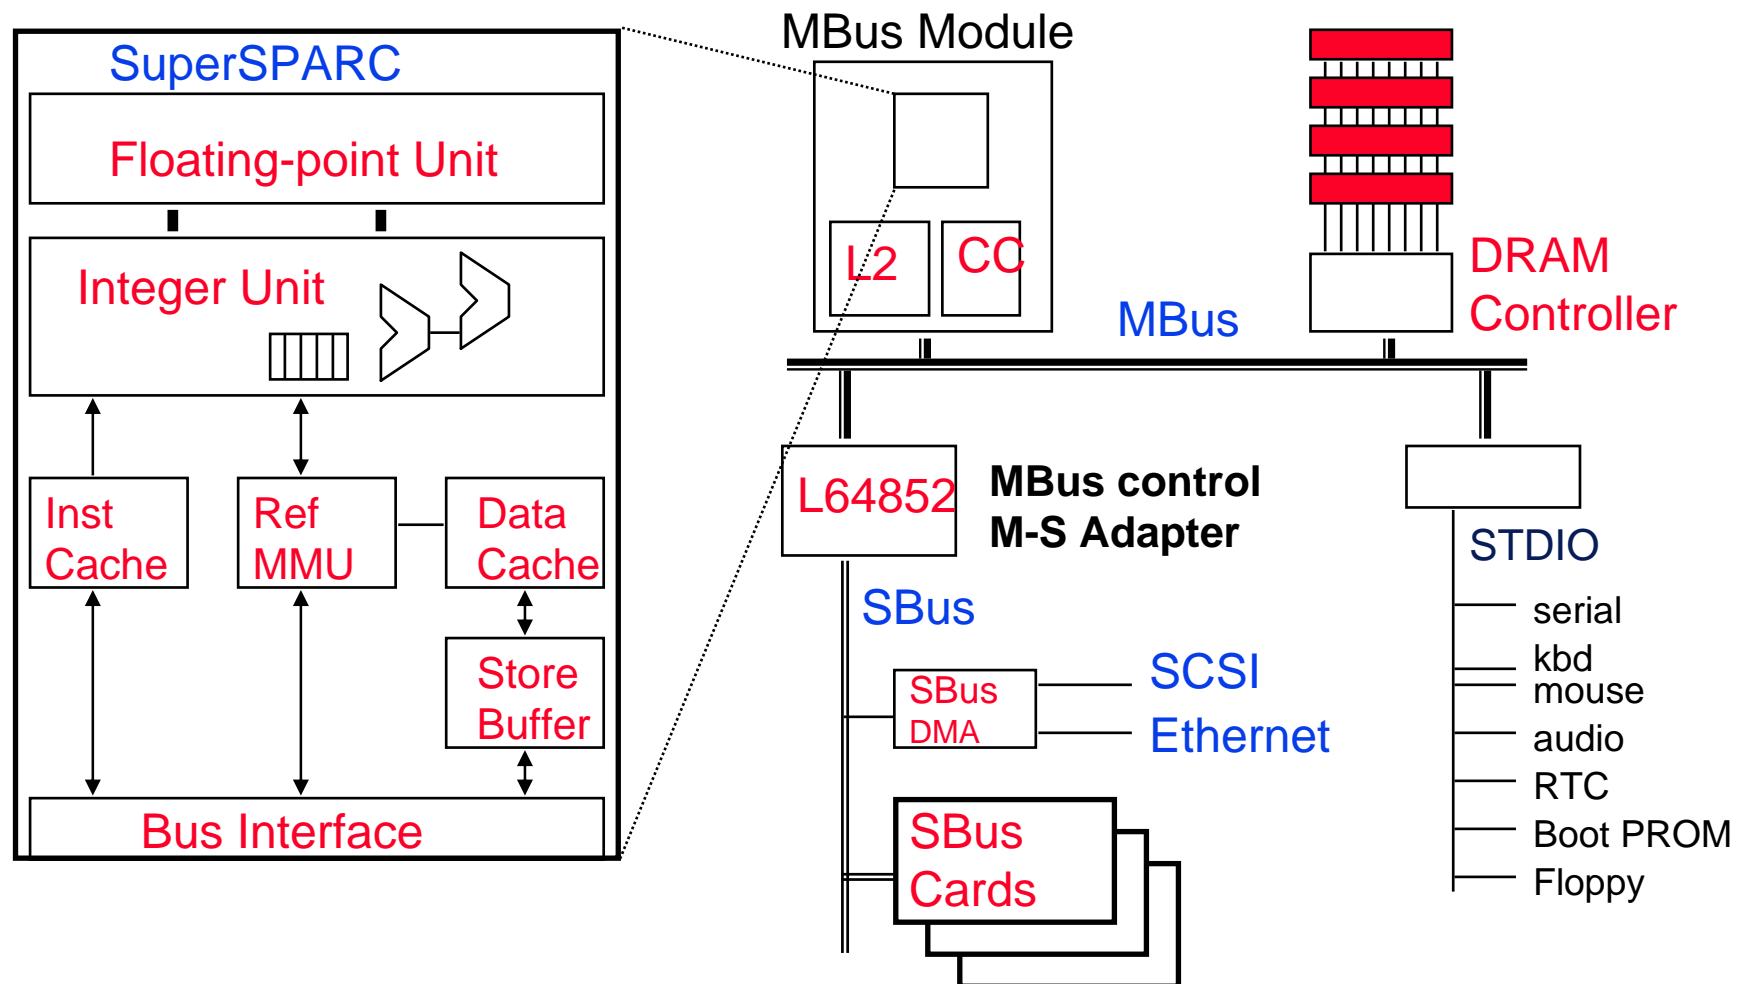 SuperSPARC
Floating-point Unit
Integer Unit
Inst
Cache
Ref
MMU
Data
Cache
Store
Buffer
Bus Interface
MBus Module
L2
CC
MBus
DRAM
Controller
L64852
MBus control
M-S Adapter
SBus
SBus
DMA
SCSI
Ethernet
SBus
Cards
STDIO
serial
kbd
mouse
audio
RTC
Boot PROM
Floppy